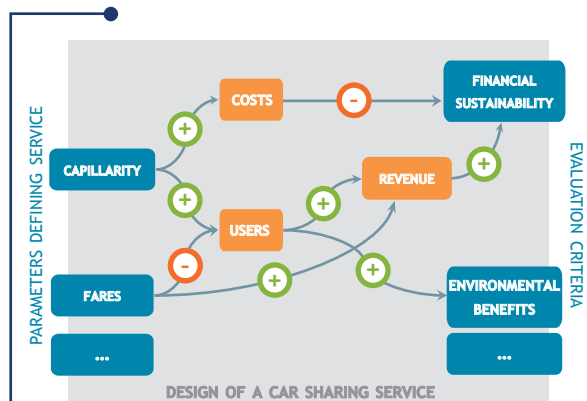 PARAMETERS DEFINING SERVICE
CAPILLARITY
FARES
...
COSTS
USERS
REVENUE
+
+
-
-
+
+
+
+
FINANCIAL
SUSTAINABILITY
ENVIRONMENTAL
BENEFITS
...
EVALUATION CRITERIA
DESIGN OF A CAR SHARING SERVICE